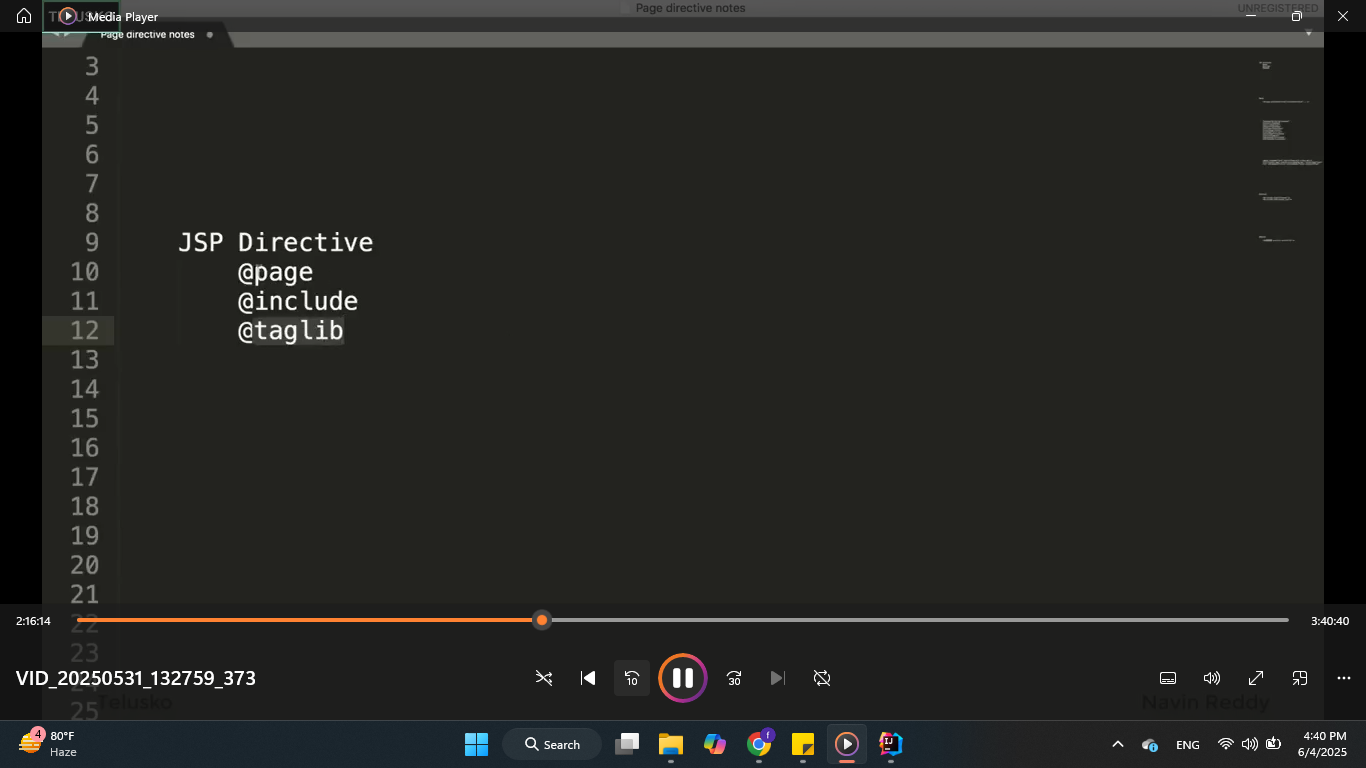 Media Player
Page directive notes
UNREGISTERED
Page directive notes
3
4
5
6
7
8
9 JSP Directive
10 @page
11 @include
12 @taglib
13
14
15
16
17
18
19
20
21
22
2:16:14
3:40:40
23
VID_20250531_132759_373
10
30
25
Telusko
Navin Reddy
4
80°F
Haze
Search
ENG
4:40 PM
6/4/2025